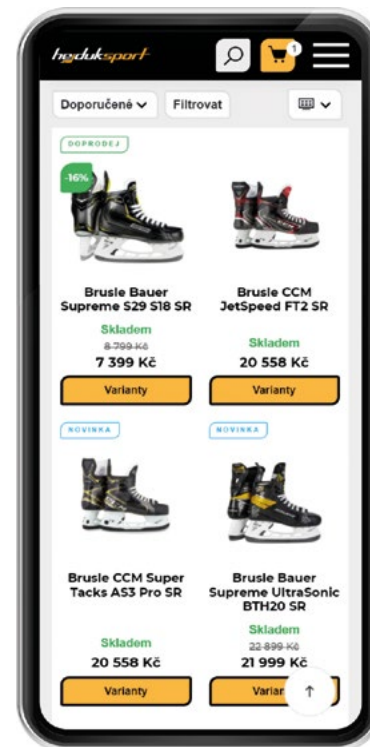 hejduksport
1
Doporučené
Filtrovat
DOPRODEJ
-16%
Brusle Bauer
Supreme S29 S18 SR
Skladem
8 799 Kč
7 399 Kč
Varianty
Brusle CCM
JetSpeed FT2 SR
Skladem
20 558 Kč
Varianty
NOVINKA
Brusle CCM Super
Tacks AS3 Pro SR
Skladem
20 558 Kč
Varianty
NOVINKA
Brusle Bauer
Supreme UltraSonic
BTH20 SR
Skladem
22 899 Kč
21 999 Kč
Varian